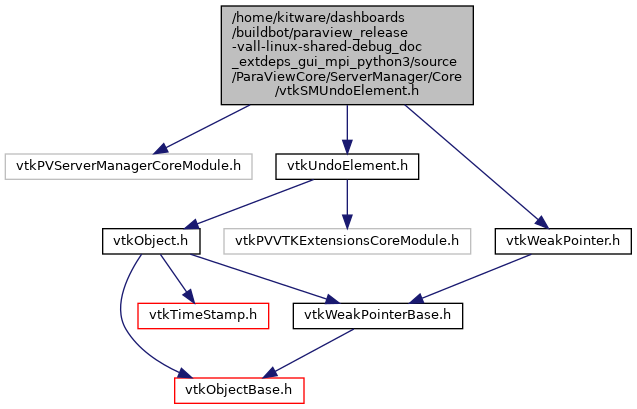 /home/kitware/dashboards
/buildbot/paraview_release
-vall-linux-shared-debug_doc
_extdeps_gui_mpi_python3/source
/ParaViewCore/ServerManager/Core
/vtkSMUndoElement.h
vtkPVServerManagerCoreModule.h
vtkUndoElement.h
vtkObject.h
vtkPVVTKExtensionsCoreModule.h
vtkWeakPointer.h
vtkTimeStamp.h
vtkWeakPointerBase.h
vtkObjectBase.h